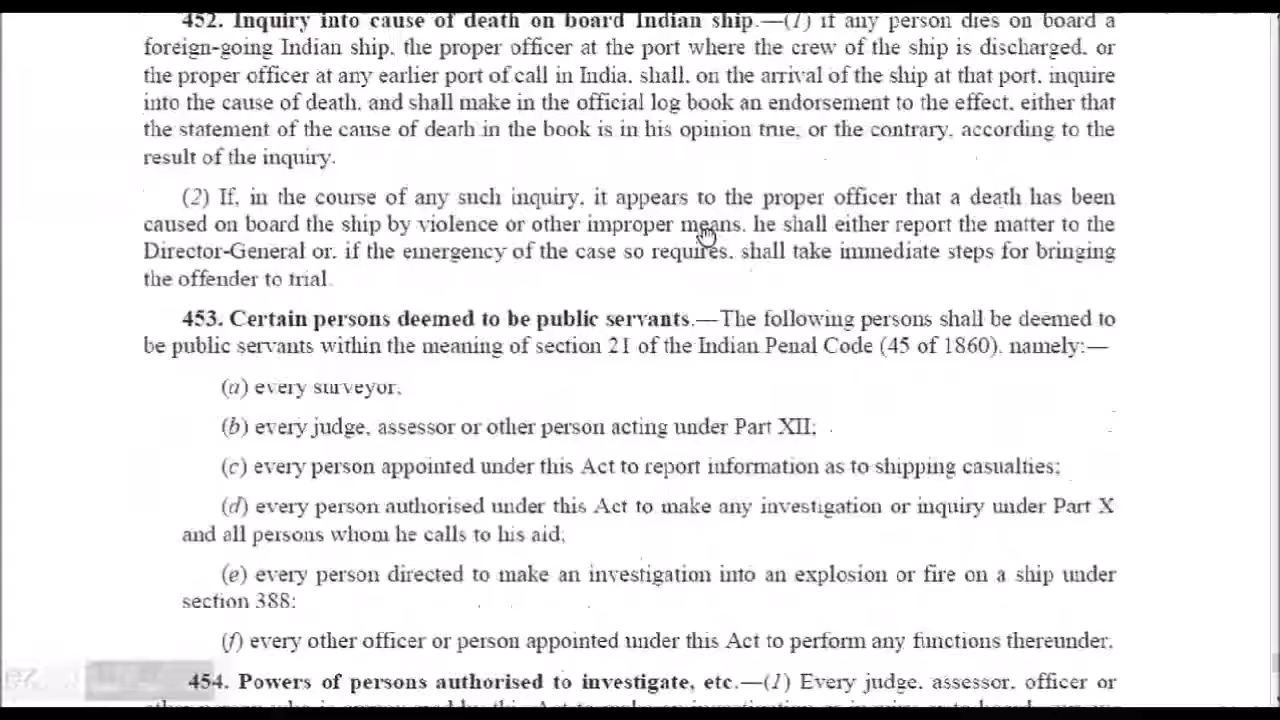 452. Inquiry into cause of death on board Indian ship.—(1) if any person dies on board a
foreign-going Indian ship, the proper officer at the port where the crew of the ship is discharged, or
the proper officer at any earlier port of call in India, shall, on the arrival of the ship at that port, inquire
into the cause of death, and shall make in the official log book an endorsement to the effect, either that
the statement of the cause of death in the book is in his opinion true, or the contrary, according to the
result of the inquiry.
(2) If, in the course of any such inquiry, it appears to the proper officer that a death has been
caused on board the ship by violence or other improper means, he shall either report the matter to the
Director-General or, if the emergency of the case so requires, shall take immediate steps for bringing
the offender to trial.
453. Certain persons deemed to be public servants.—The following persons shall be deemed to
be public servants within the meaning of section 21 of the Indian Penal Code (45 of 1860), namely:—
(a) every surveyor,
(b) every judge, assessor or other person acting under Part XII;
(c) every person appointed under this Act to report information as to shipping casualties;
(d) every person authorised under this Act to make any investigation or inquiry under Part X
and all persons whom he calls to his aid;
(e) every person directed to make an investigation into an explosion or fire on a ship under
section 388;
(f) every other officer or person appointed under this Act to perform any functions thereunder.
454. Powers of persons authorised to investigate, etc.—(1) Every judge, assessor, officer or